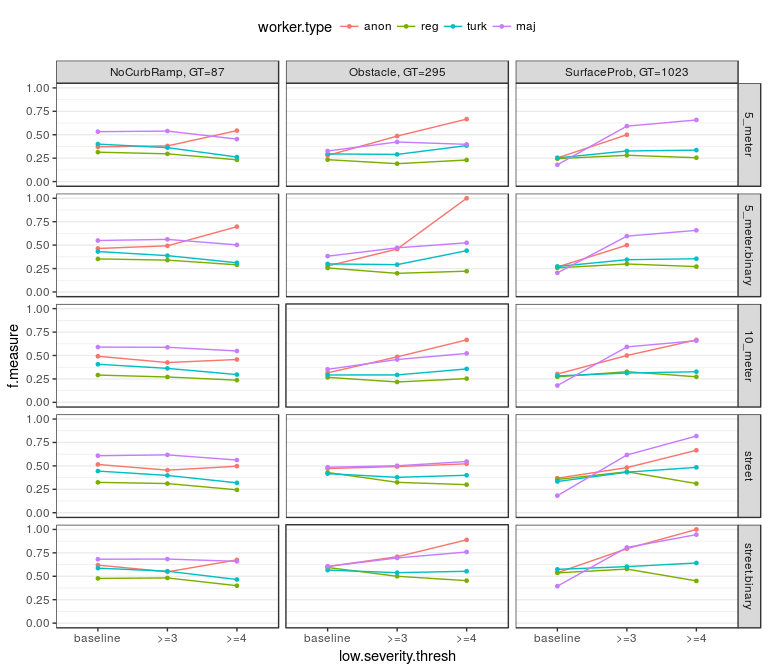 worker.type anon reg turk maj
NoCurbRamp, GT=87 Obstacle, GT=295 SurfaceProb, GT=1023
1.00
0.75
0.50
0.25
0.00
5_meter
1.00
0.75
0.50
0.25
0.00
5_meter.binary
1.00
0.75
0.50
0.25
0.00
10_meter
1.00
0.75
0.50
0.25
0.00
street
1.00
0.75
0.50
0.25
0.00
street.binary
f.measure
baseline >=3 >=4 baseline >=3 >=4 baseline >=3 >=4
low.severity.thresh